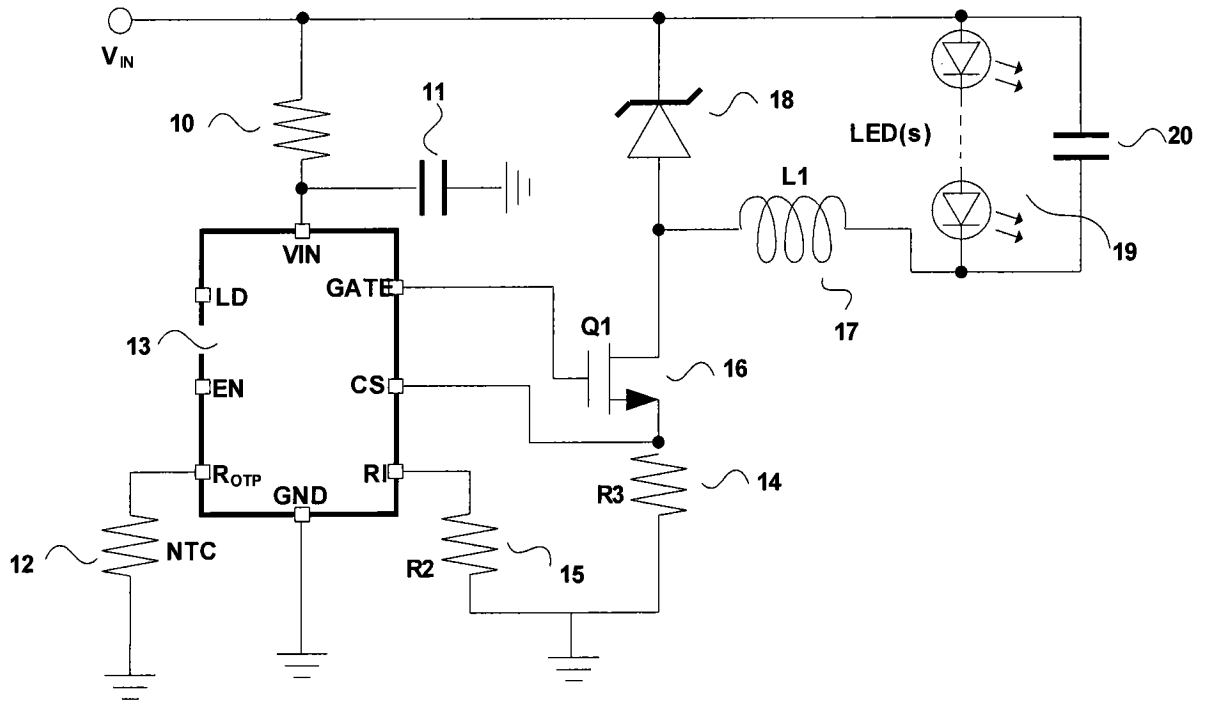 V_IN
10
11
18
LED(s)
20
L1
VIN
LD
GATE
19
13
17
Q1
EN
CS
16
R_OTP
RI
GND
R3
14
12
NTC
R2
15